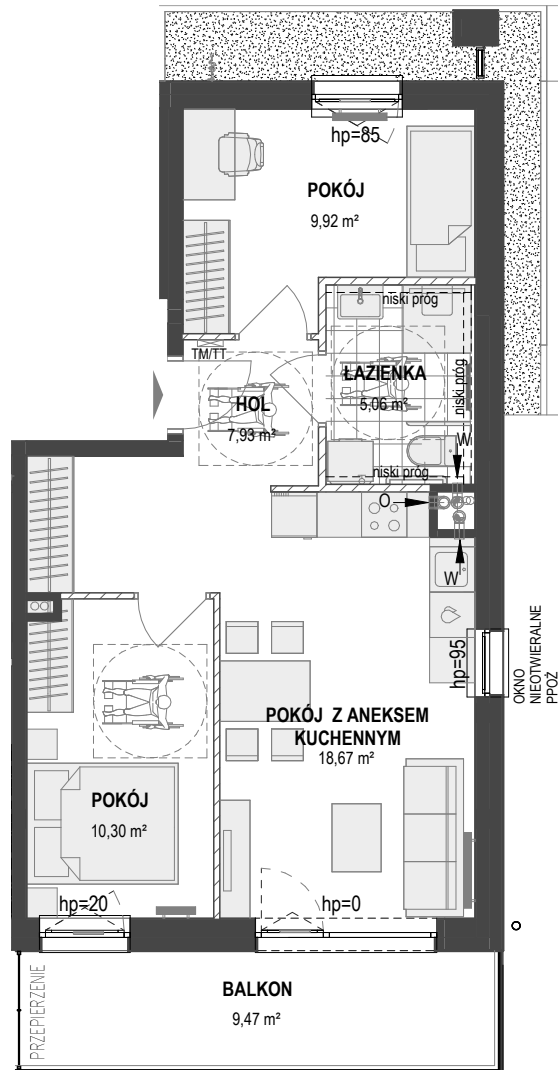 hp=85
POKÓJ
9,92 m²
niski próg
TM/TT
ŁAZIENKA
5,06 m²
niski próg
HOL
7,93 m²
W
niski próg
O
W
hp=95
OKNO
NIEOTWIERALNE
PPOŻ
POKÓJ Z ANEKSEM
KUCHENNYM
18,67 m²
POKÓJ
10,30 m²
hp=20
hp=0
PRZEPIERZENIE
BALKON
9,47 m²